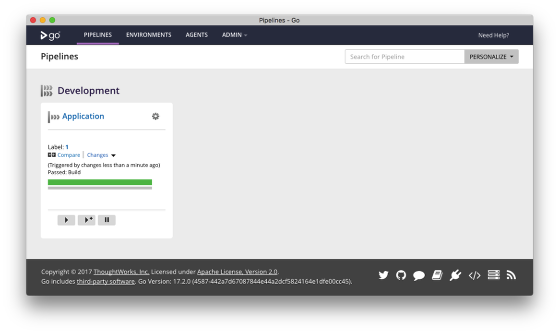 Pipelines - Go
go PIPELINES ENVIRONMENTS AGENTS ADMIN Need Help?
Pipelines Search for Pipeline PERSONALIZE
Development
Application
Label: 1
Compare | Changes
(Triggered by changes less than a minute ago)
Passed: Build
Copyright © 2017 ThoughtWorks, Inc. Licensed under Apache License, Version 2.0.
Go includes third-party software. Go Version: 17.2.0 (4587-442a7d67087844e44a2dcf5824164e1dfe00cc45).